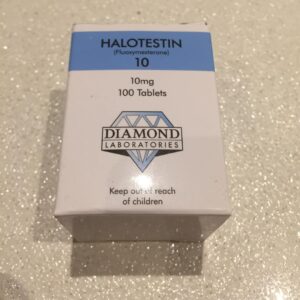 HALOTESTIN
(Fluoxymesterone)
10
10mg
100 Tablets
DIAMOND
LABORATORIES
Keep out of reach
of children